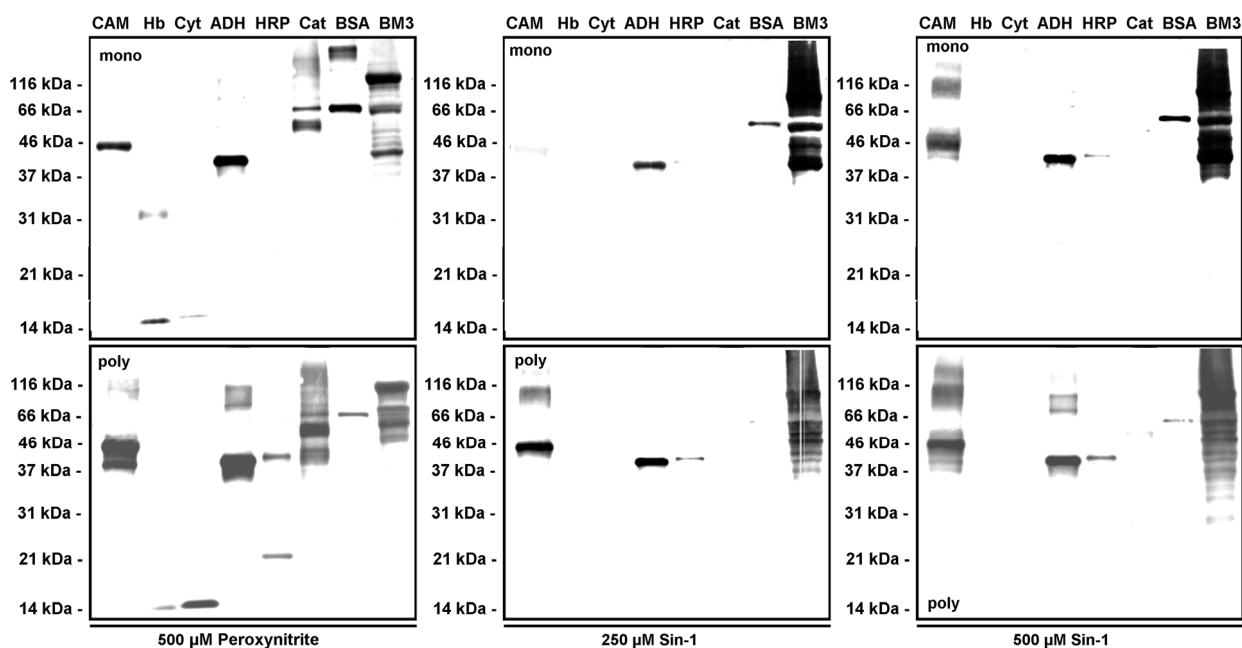 CAM Hb Cyt ADH HRP Cat BSA BM3
mono
116 kDa -
66 kDa -
46 kDa -
37 kDa -
31 kDa -
21 kDa -
14 kDa -
poly
116 kDa -
66 kDa -
46 kDa -
37 kDa -
31 kDa -
21 kDa -
14 kDa -
500 µM Peroxynitrite
CAM Hb Cyt ADH HRP Cat BSA BM3
mono
116 kDa -
66 kDa -
46 kDa -
37 kDa -
31 kDa -
21 kDa -
14 kDa -
poly
116 kDa -
66 kDa -
46 kDa -
37 kDa -
31 kDa -
21 kDa -
14 kDa -
250 µM Sin-1
CAM Hb Cyt ADH HRP Cat BSA BM3
mono
116 kDa -
66 kDa -
46 kDa -
37 kDa -
31 kDa -
21 kDa -
14 kDa -
116 kDa -
66 kDa -
46 kDa -
37 kDa -
31 kDa -
21 kDa -
14 kDa -
poly
500 µM Sin-1